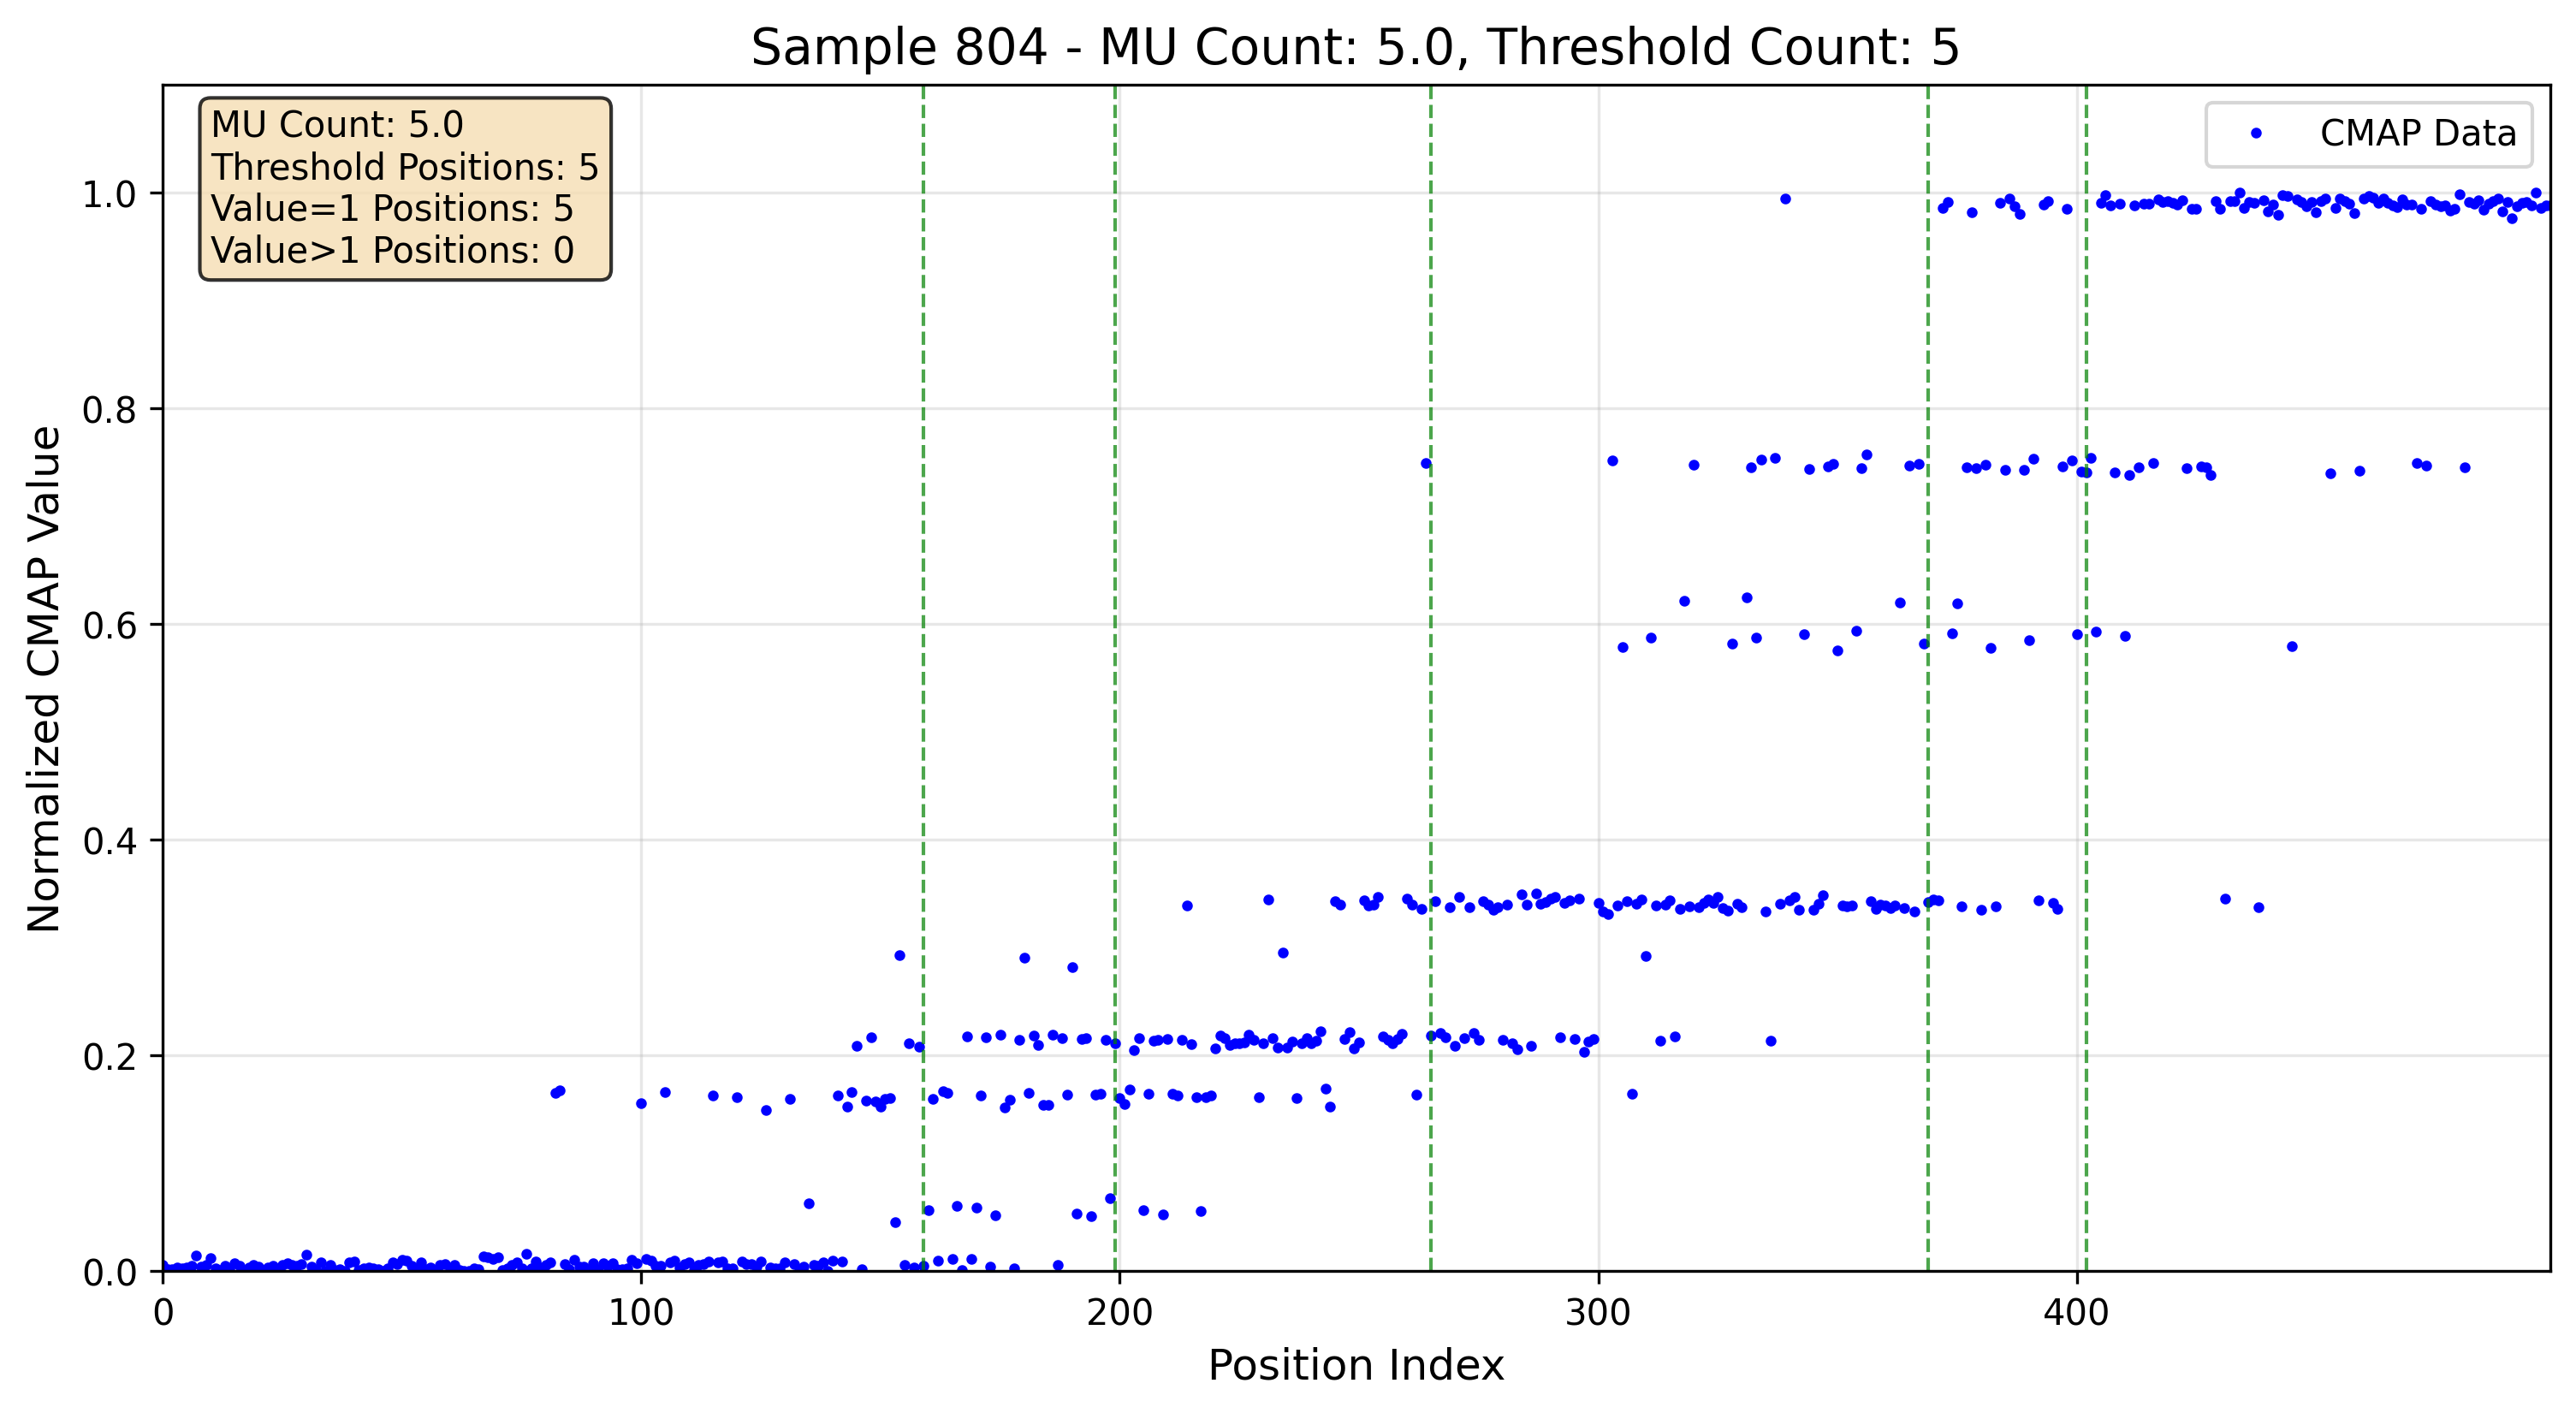 Sample 804 - MU Count: 5.0, Threshold Count: 5
MU Count: 5.0
Threshold Positions: 5
Value=1 Positions: 5
Value>1 Positions: 0
CMAP Data
Normalized CMAP Value
1.0
0.8
0.6
0.4
0.2
0.0
0 100 200 300 400
Position Index